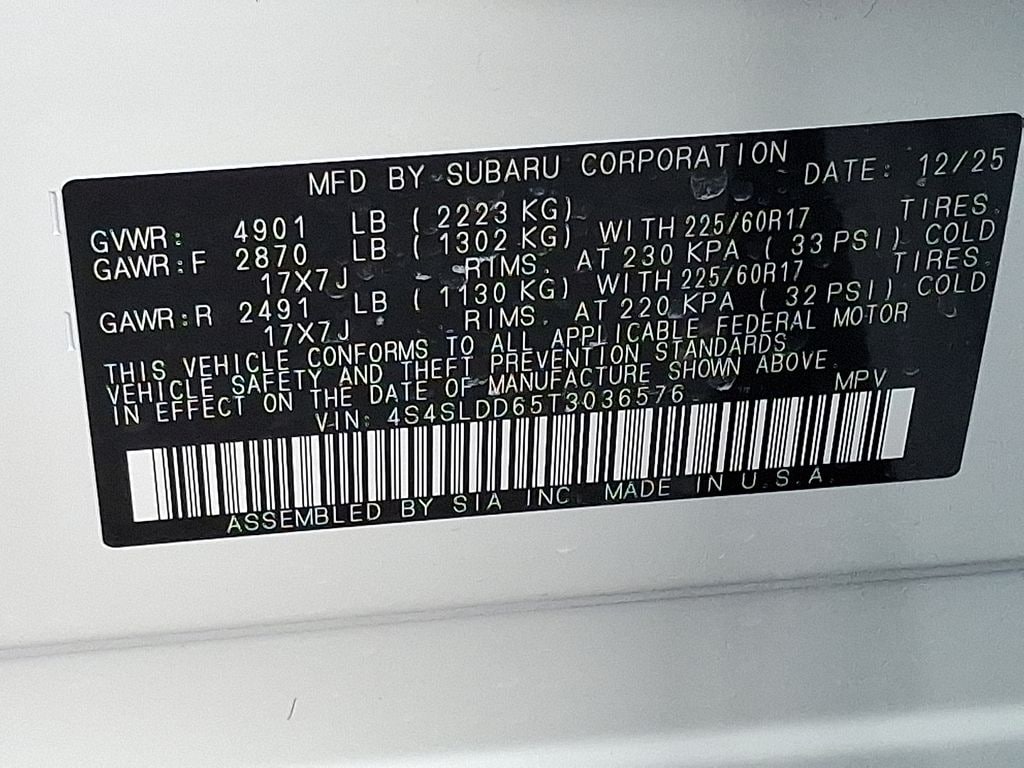 MFD BY SUBARU CORPORATION DATE: 12/25
GVWR: 4901 LB ( 2223 KG)
GAWR:F 2870 LB ( 1302 KG) WITH 225/60R17 TIRES.
17X7J RIMS. AT 230 KPA ( 33 PSI) COLD
GAWR:R 2491 LB ( 1130 KG) WITH 225/60R17 TIRES.
17X7J RIMS. AT 220 KPA ( 32 PSI) COLD
THIS VEHICLE CONFORMS TO ALL APPLICABLE FEDERAL MOTOR
VEHICLE SAFETY AND THEFT PREVENTION STANDARDS
IN EFFECT ON THE DATE OF MANUFACTURE SHOWN ABOVE.
VIN: 4S4SLDD65T3036576 MPV
ASSEMBLED BY SIA INC. MADE IN U.S.A.